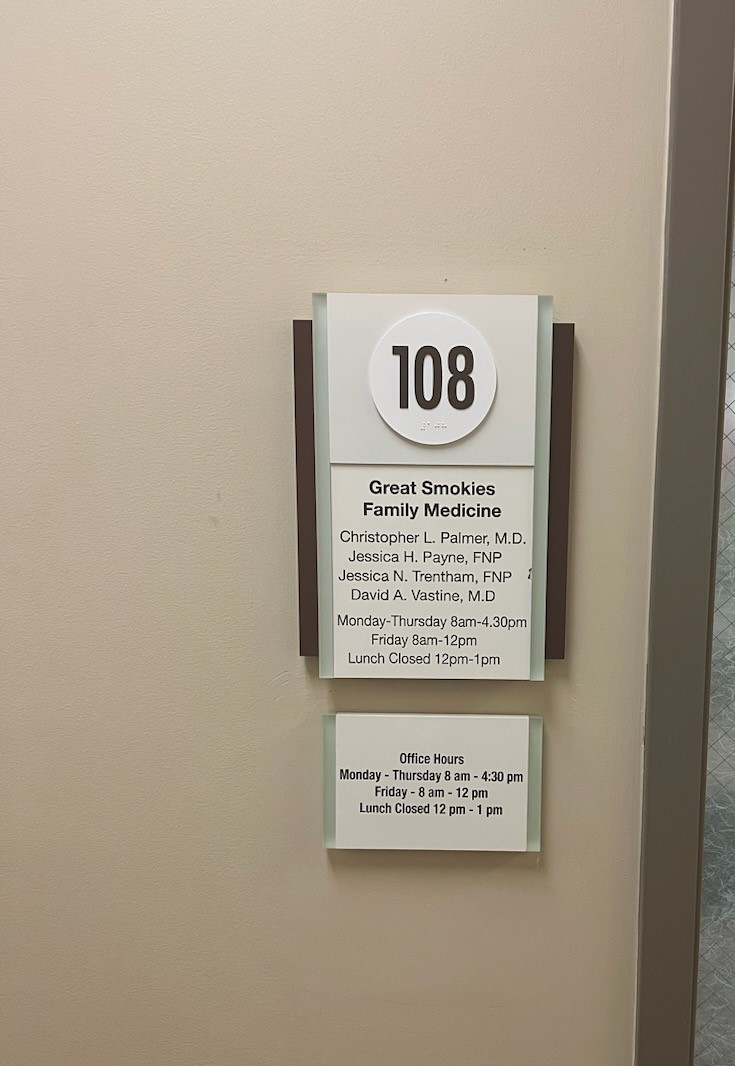 108
Great Smokies
Family Medicine
Christopher L. Palmer, M.D.
Jessica H. Payne, FNP
Jessica N. Trentham, FNP
David A. Vastine, M.D
Monday-Thursday 8am-4.30pm
Friday 8am-12pm
Lunch Closed 12pm-1pm
Office Hours
Monday - Thursday 8 am - 4:30 pm
Friday - 8 am - 12 pm
Lunch Closed 12 pm - 1 pm